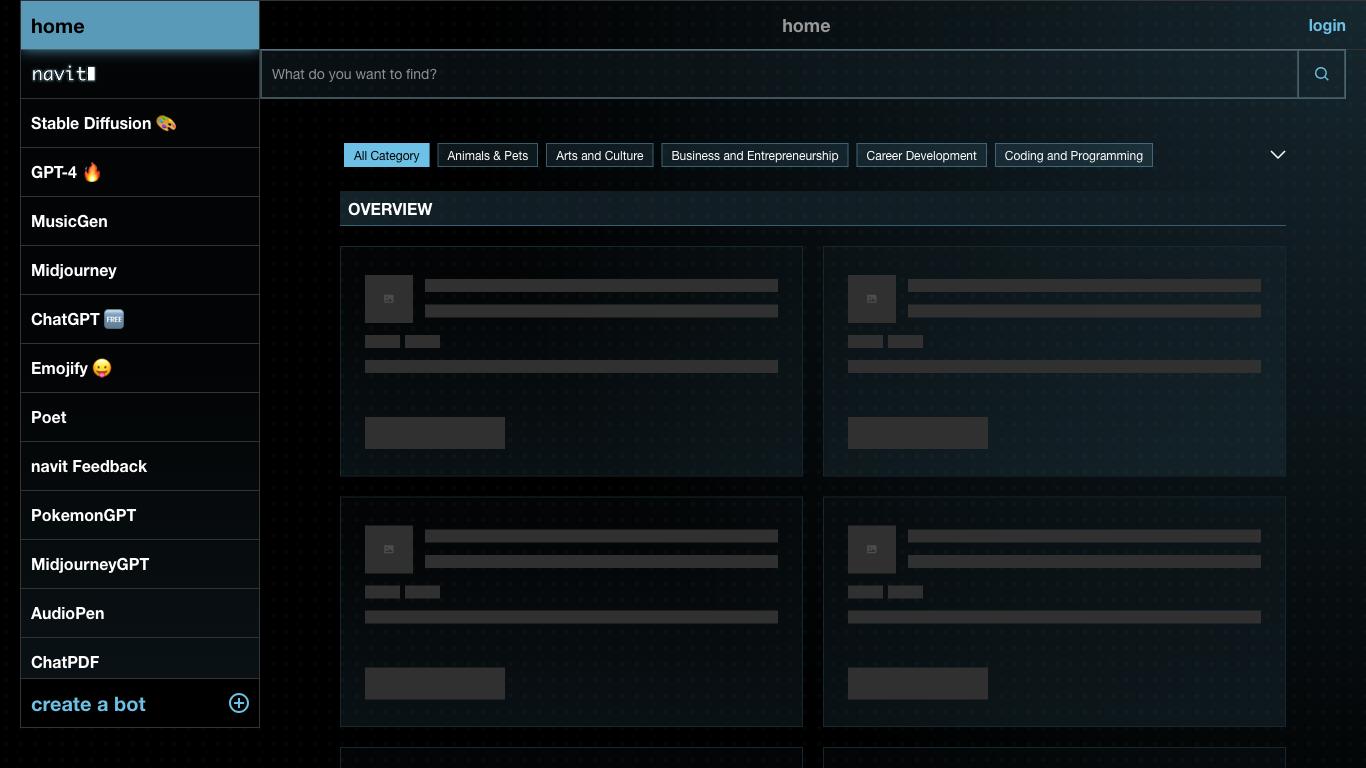 home
home
login
navit
What do you want to find?
Stable Diffusion 🎨
GPT-4 🔥
MusicGen
Midjourney
ChatGPT 🆓
Emojify 😛
Poet
navit Feedback
PokemonGPT
MidjourneyGPT
AudioPen
ChatPDF
create a bot
All Category
Animals & Pets
Arts and Culture
Business and Entrepreneurship
Career Development
Coding and Programming
OVERVIEW